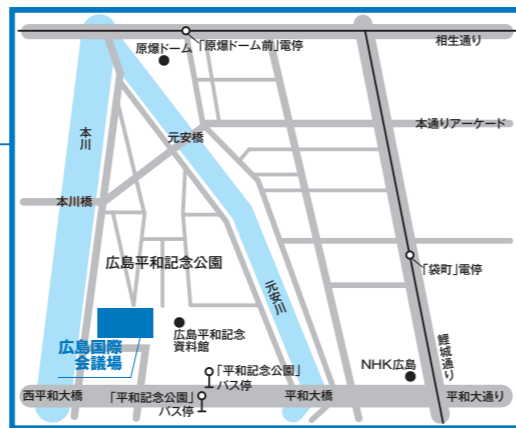 相生通り
「原爆ドーム前」電停
原爆ドーム
本通りアーケード
本川
元安橋
本川橋
広島平和記念公園
「袋町」電停
元安川
広島平和記念
資料館
広島国際
会議場
鯉城通り
NHK広島
「平和記念公園」
バス停
西平和大橋
「平和記念公園」
バス停
平和大橋
平和大通り